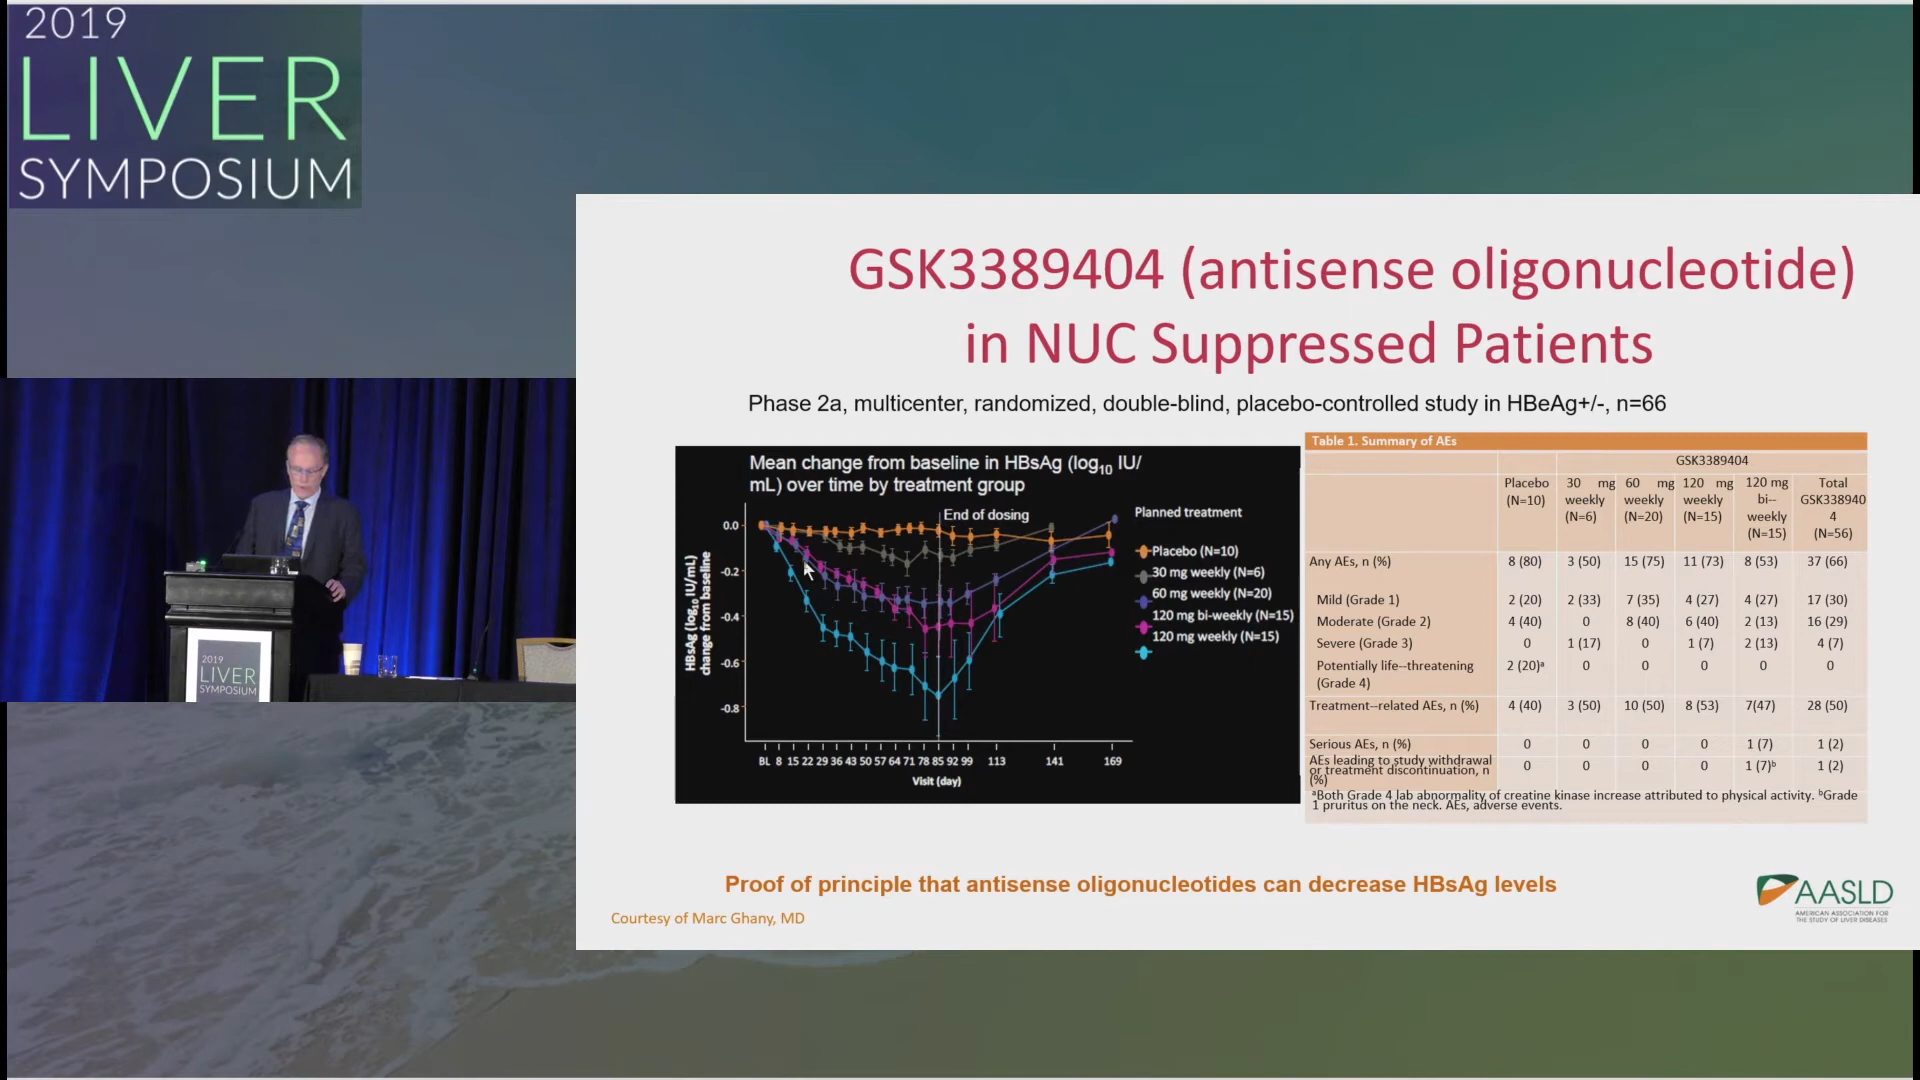 2019
LIVER
SYMPOSIUM
2019
LIVER
SYMPOSIUM
GSK3389404 (antisense oligonucleotide)
in NUC Suppressed Patients
Phase 2a, multicenter, randomized, double-blind, placebo-controlled study in HBeAg+/-, n=66
Mean change from baseline in HBsAg (log10 IU/
mL) over time by treatment group
End of dosing
HBsAg (log10 IU/mL)
change from baseline
0.0
-0.2
-0.4
-0.6
-0.8
BL 8 15 22 29 36 43 50 57 64 71 78 85 92 99 113 141 169
Visit (day)
Planned treatment
Placebo (N=10)
30 mg weekly (N=6)
60 mg weekly (N=20)
120 mg bi-weekly (N=15)
120 mg weekly (N=15)
Table 1. Summary of AEs
GSK3389404
Placebo (N=10) 30 mg weekly (N=6) 60 mg weekly (N=20) 120 mg weekly (N=15) 120 mg bi--weekly (N=15) Total GSK3389404 (N=56)
Any AEs, n (%) 8 (80) 3 (50) 15 (75) 11 (73) 8 (53) 37 (66)
Mild (Grade 1) 2 (20) 2 (33) 7 (35) 4 (27) 4 (27) 17 (30)
Moderate (Grade 2) 4 (40) 0 8 (40) 6 (40) 2 (13) 16 (29)
Severe (Grade 3) 0 1 (17) 0 1 (7) 2 (13) 4 (7)
Potentially life--threatening (Grade 4) 2 (20)ᵃ 0 0 0 0 0
Treatment--related AEs, n (%) 4 (40) 3 (50) 10 (50) 8 (53) 7(47) 28 (50)
Serious AEs, n (%) 0 0 0 0 1 (7) 1 (2)
AEs leading to study withdrawal or treatment discontinuation, n (%) 0 0 0 0 1 (7)ᵇ 1 (2)
ᵃBoth Grade 4 lab abnormality of creatine kinase increase attributed to physical activity. ᵇGrade
1 pruritus on the neck. AEs, adverse events.
Proof of principle that antisense oligonucleotides can decrease HBsAg levels
Courtesy of Marc Ghany, MD
AASLD
AMERICAN ASSOCIATION FOR
THE STUDY OF LIVER DISEASES